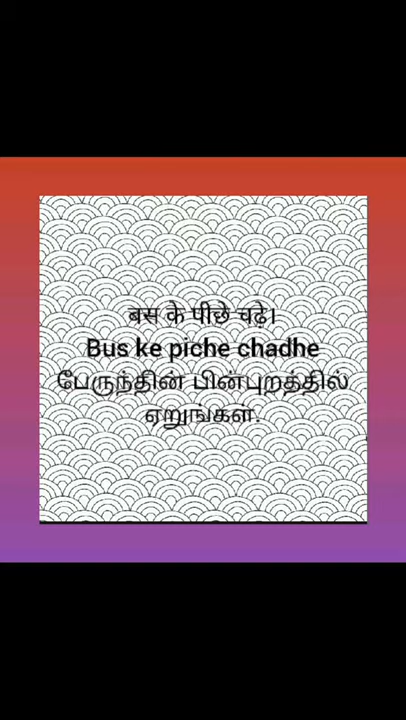 बस के पीछे चढ़े।
Bus ke piche chadhe
பேருந்தின் பின்புறத்தில்
ஏறுங்கள்.